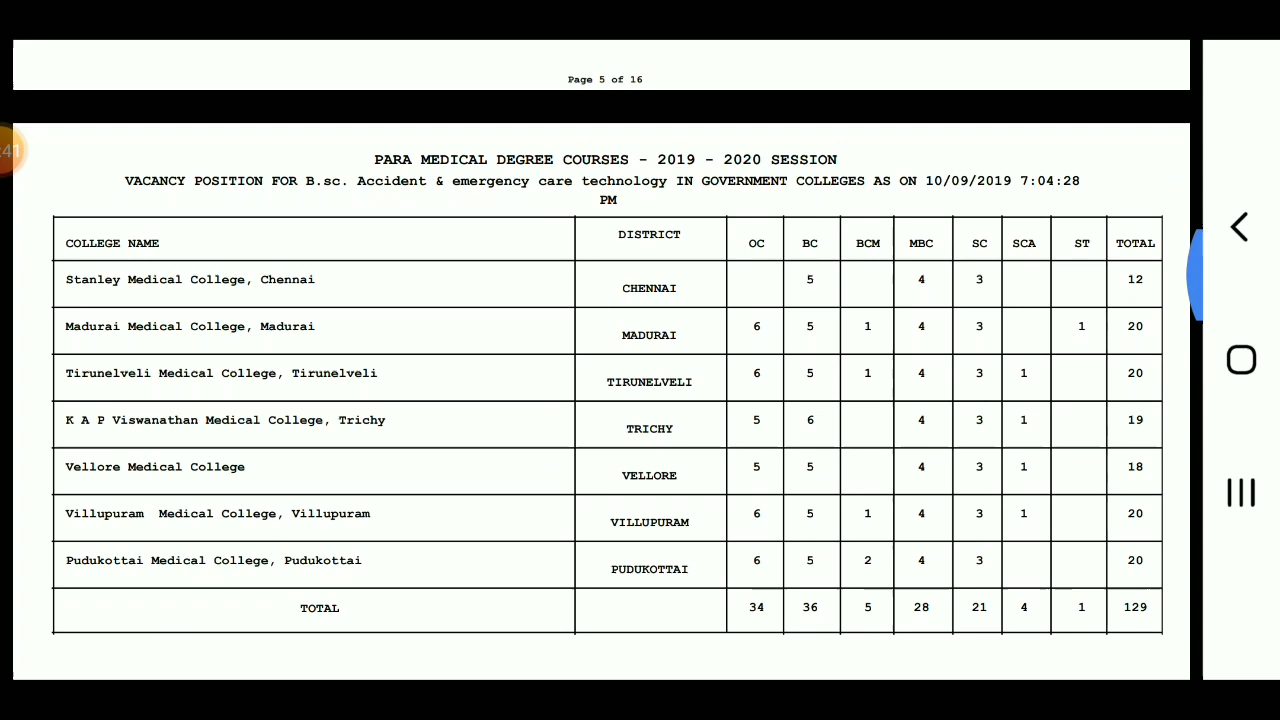 Page 5 of 16
:41
PARA MEDICAL DEGREE COURSES - 2019 - 2020 SESSION
VACANCY POSITION FOR B.sc. Accident & emergency care technology IN GOVERNMENT COLLEGES AS ON 10/09/2019 7:04:28
PM
COLLEGE NAME DISTRICT OC BC BCM MBC SC SCA ST TOTAL
Stanley Medical College, Chennai CHENNAI 5 4 3 12
Madurai Medical College, Madurai MADURAI 6 5 1 4 3 1 20
Tirunelveli Medical College, Tirunelveli TIRUNELVELI 6 5 1 4 3 1 20
K A P Viswanathan Medical College, Trichy TRICHY 5 6 4 3 1 19
Vellore Medical College VELLORE 5 5 4 3 1 18
Villupuram Medical College, Villupuram VILLUPURAM 6 5 1 4 3 1 20
Pudukottai Medical College, Pudukottai PUDUKOTTAI 6 5 2 4 3 20
TOTAL 34 36 5 28 21 4 1 129